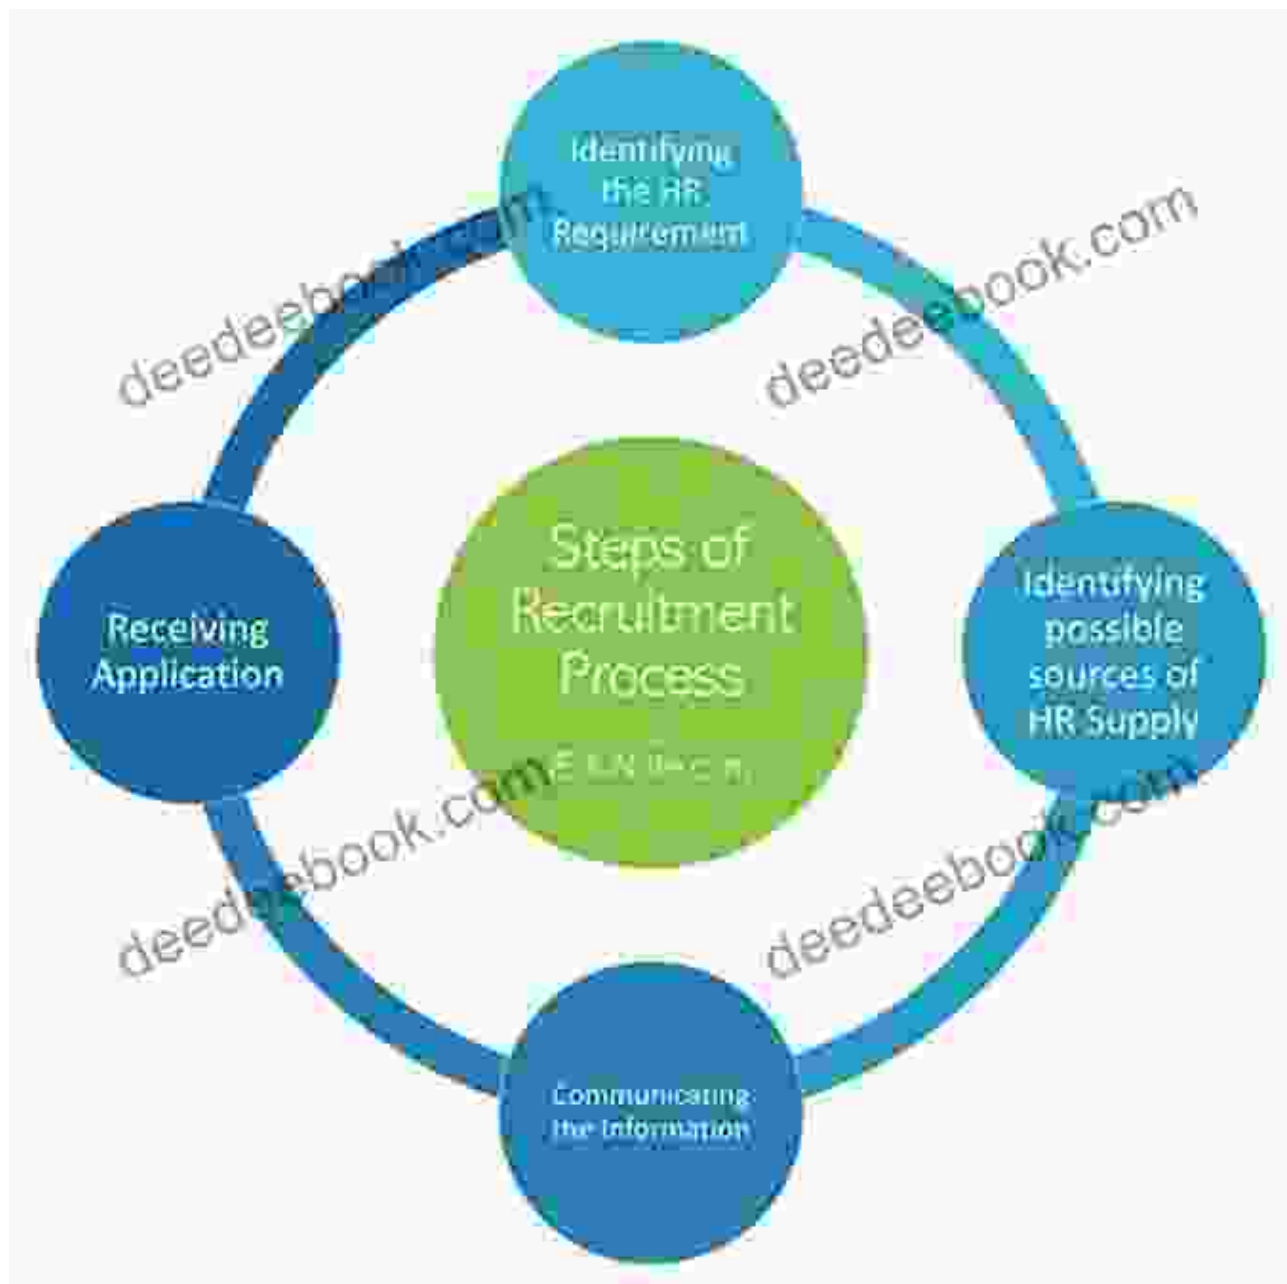 Identifying
the HR
Requirement
Steps of
Recruitment
Process
Identifying
possible
sources of
HR Supply
Communicating
the Information
Receiving
Application
deedeebook.com
deedeebook.com
deedeebook.com
deedeebook.com